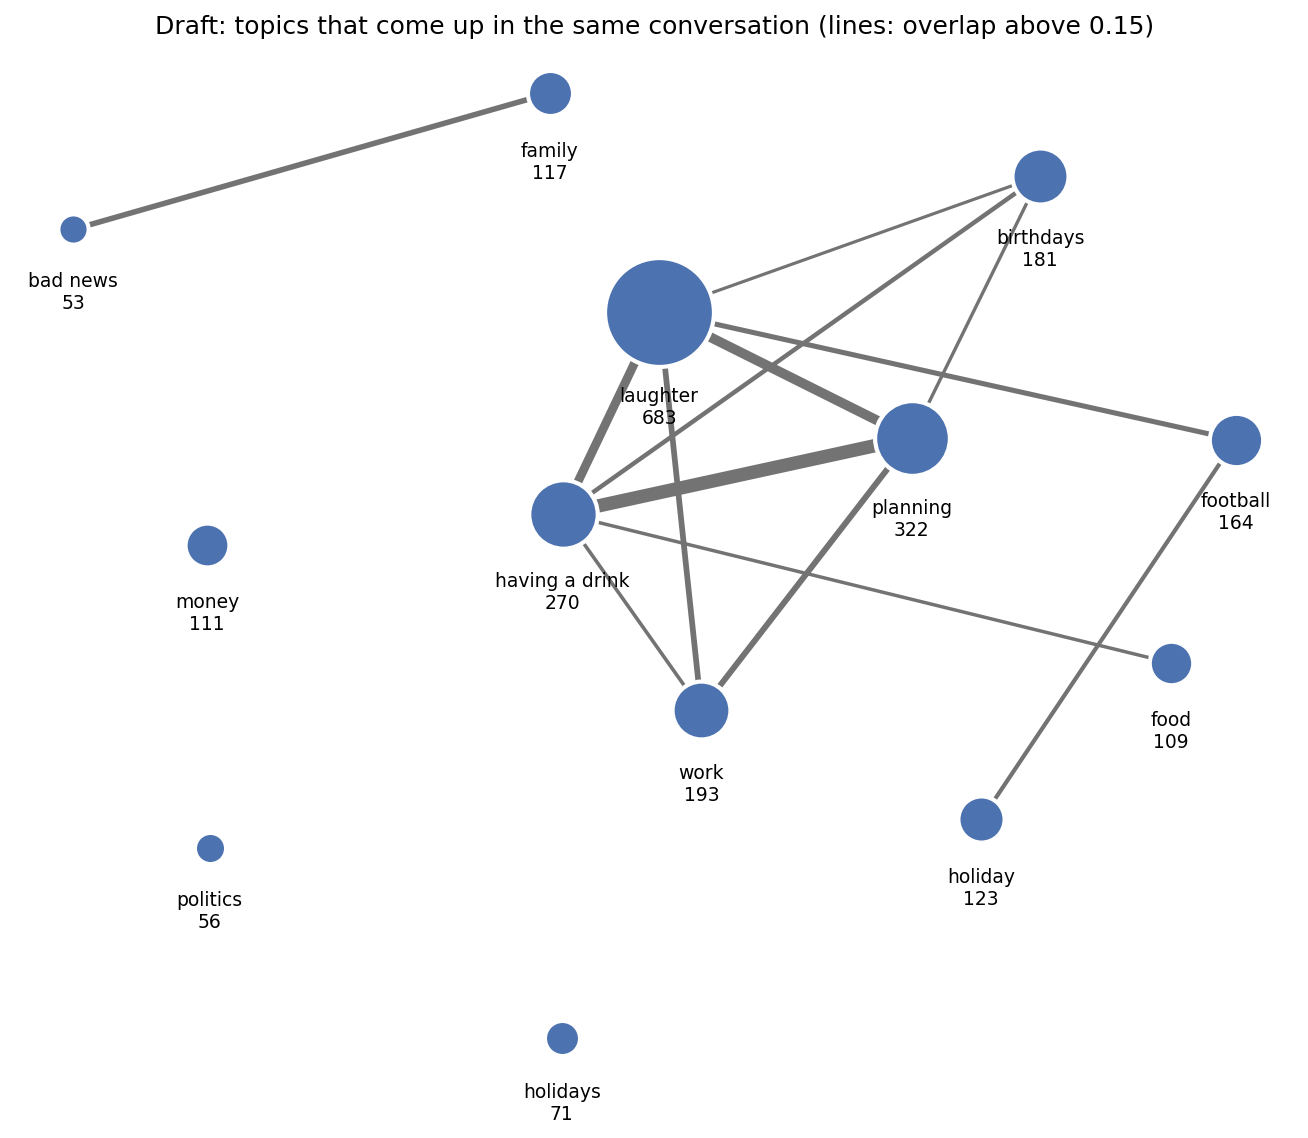 Draft: topics that come up in the same conversation (lines: overlap above 0.15)
family
117
birthdays
181
bad news
53
laughter
683
football
164
planning
322
having a drink
270
money
111
food
109
work
193
holiday
123
politics
56
holidays
71